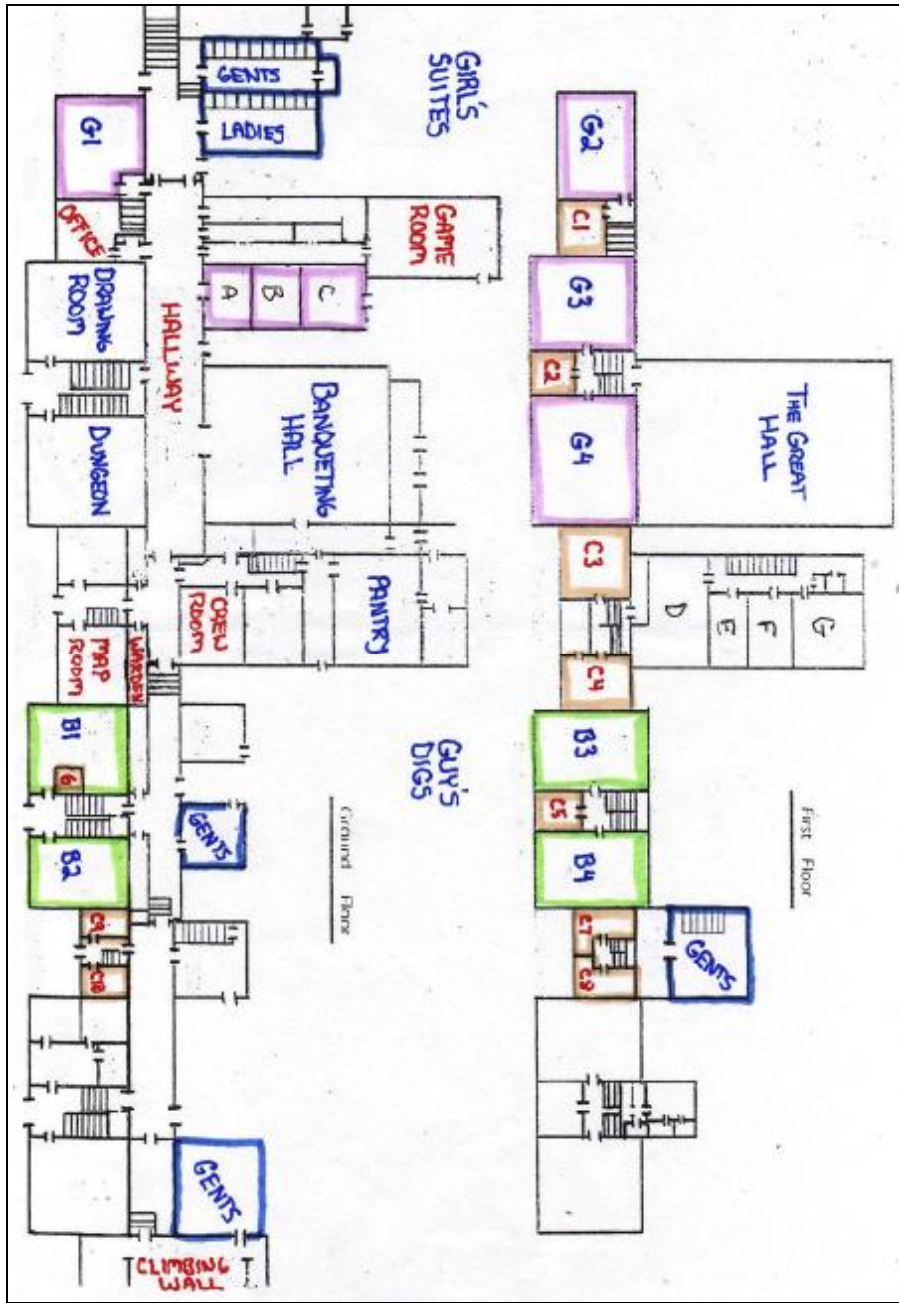 GENTS
LADIES
GIRL'S
SUITES
G1
OFFICE
DRAWING
ROOM
HALLWAY
A
B
C
GAME
ROOM
DUNGEON
BANQUETING
HALL
CREW
ROOM
PANTRY
WARDEN
MAP
ROOM
B1
6
GUY'S
DIGS
B2
GENTS
Ground Floor
C9
C10
GENTS
CLIMBING
WALL
G2
C1
G3
C2
G4
THE GREAT
HALL
C3
D
E
F
G
C4
B3
C5
B4
First Floor
C7
C8
GENTS